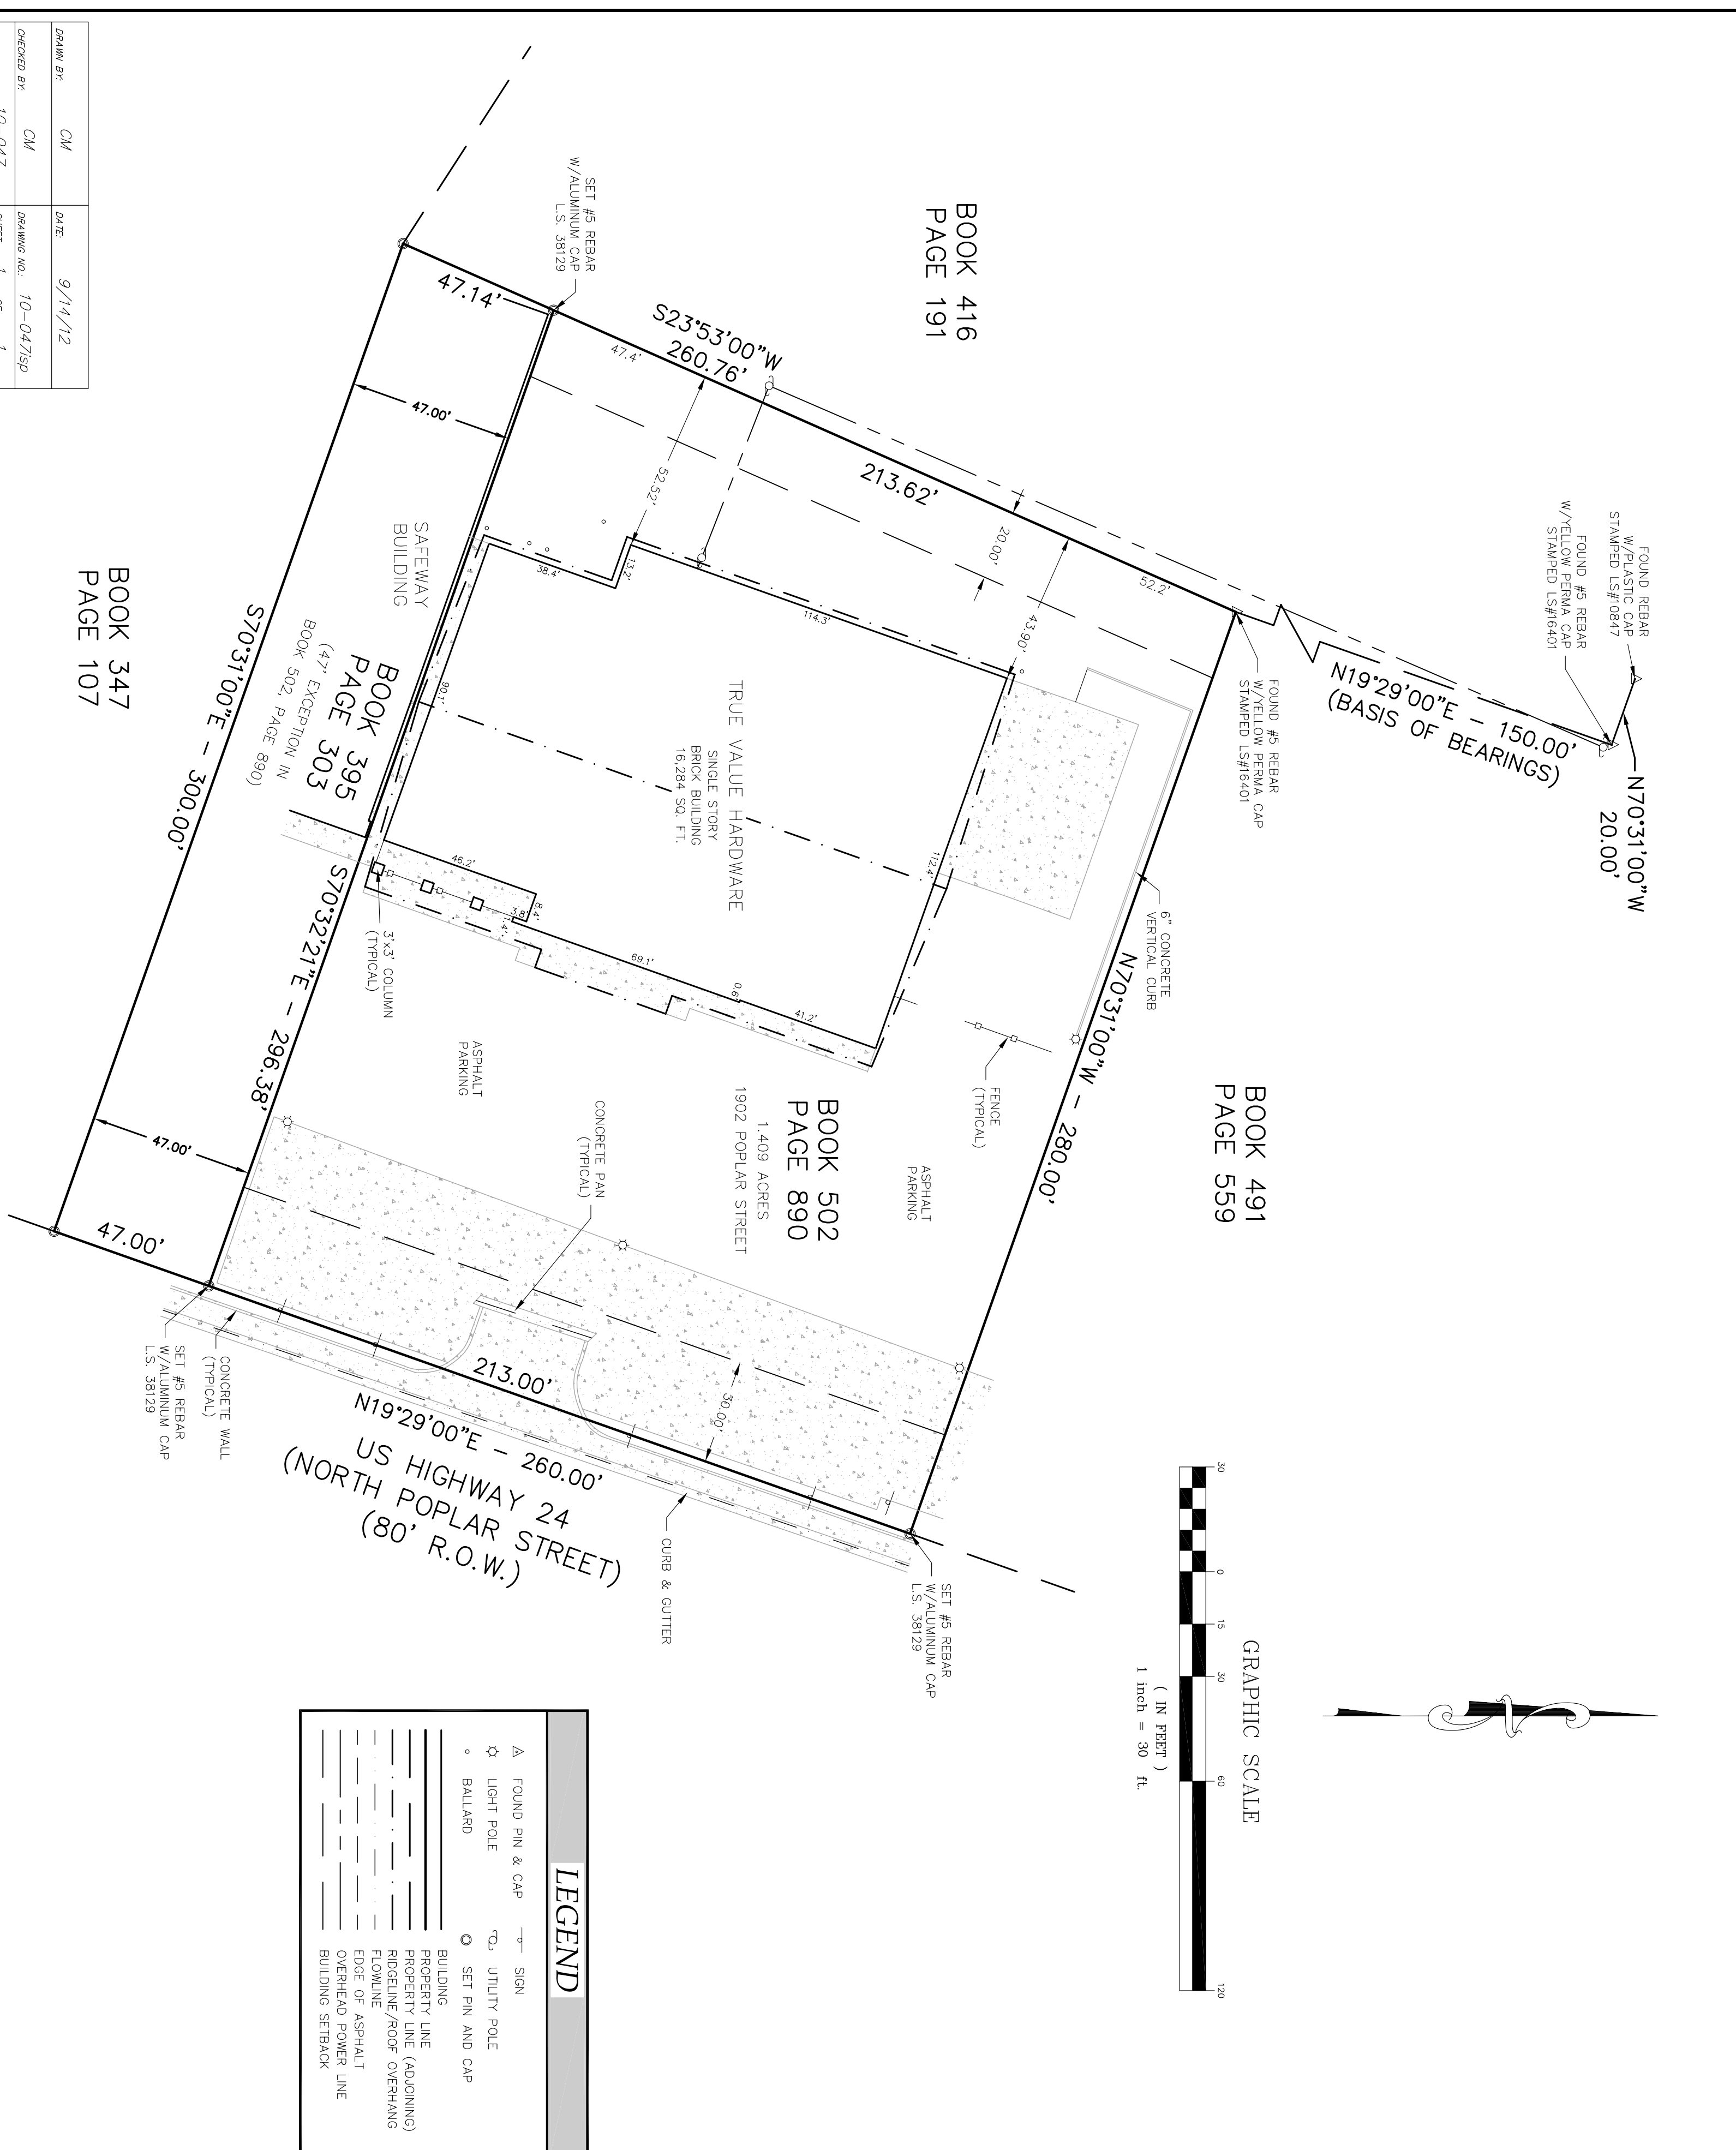 FOUND REBAR
W/PLASTIC CAP
STAMPED LS#10847
FOUND #5 REBAR
W/YELLOW PERMA CAP
STAMPED LS#16401
N70°31'00"W
20.00'
N19°29'00"E - 150.00'
(BASIS OF BEARINGS)
FOUND #5 REBAR
W/YELLOW PERMA CAP
STAMPED LS#16401
BOOK 416
PAGE 191
BOOK 491
PAGE 559
6" CONCRETE
VERTICAL CURB
N70°31'00"W - 280.00'
FENCE
(TYPICAL)
S23°53'00"W
260.76'
213.62'
52.2'
20.00'
43.90'
47.4'
52.52'
SET #5 REBAR
W/ALUMINUM CAP
L.S. 38129
47.14'
47.00'
13.2'
38.4'
114.3'
112.4'
90.1'
46.2'
8.4'
3.8'
1.4'
69.1'
0.6'
41.2'
TRUE VALUE HARDWARE
SINGLE STORY
BRICK BUILDING
16,284 SQ. FT.
SAFEWAY
BUILDING
BOOK 395
PAGE 303
(47' EXCEPTION IN
BOOK 502, PAGE 890)
3'x3' COLUMN
(TYPICAL)
ASPHALT
PARKING
ASPHALT
PARKING
BOOK 502
PAGE 890
1.409 ACRES
1902 POPLAR STREET
CONCRETE PAN
(TYPICAL)
S70°32'21"E - 296.38'
S70°31'00"E - 300.00'
BOOK 347
PAGE 107
47.00'
47.00'
213.00'
30.00'
N19°29'00"E - 260.00'
US HIGHWAY 24
(NORTH POPLAR STREET)
(80' R.O.W.)
CONCRETE WALL
(TYPICAL)
SET #5 REBAR
W/ALUMINUM CAP
L.S. 38129
CURB & GUTTER
SET #5 REBAR
W/ALUMINUM CAP
L.S. 38129
GRAPHIC SCALE
30 0 15 30 60 120
( IN FEET )
1 inch = 30 ft.
LEGEND
FOUND PIN & CAP SIGN
LIGHT POLE UTILITY POLE
BALLARD SET PIN AND CAP
BUILDING
PROPERTY LINE
PROPERTY LINE (ADJOINING)
RIDGELINE/ROOF OVERHANG
FLOWLINE
EDGE OF ASPHALT
OVERHEAD POWER LINE
BUILDING SETBACK
DRAWN BY: CM DATE: 9/14/12
CHECKED BY: CM DRAWING NO.: 10-047isp
10-047 SHEET 1 OF 1